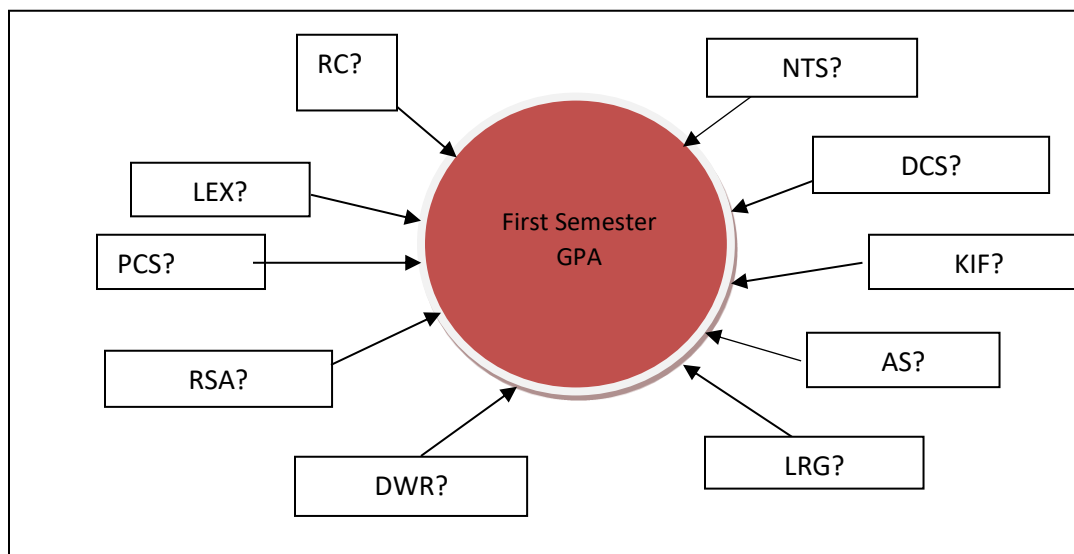 RC?
NTS?
DCS?
LEX?
First Semester
GPA
PCS?
KIF?
AS?
RSA?
LRG?
DWR?